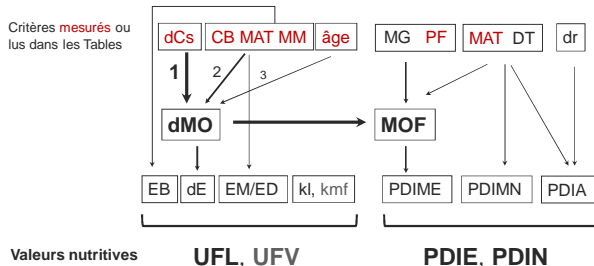 Critères mesurés ou
lus dans les Tables
dCs CB MAT MM âge MG PF MAT DT dr
1 2 3
dMO MOF
EB dE EM/ED kl, kmf PDIME PDIMN PDIA
Valeurs nutritives UFL, UFV PDIE, PDIN